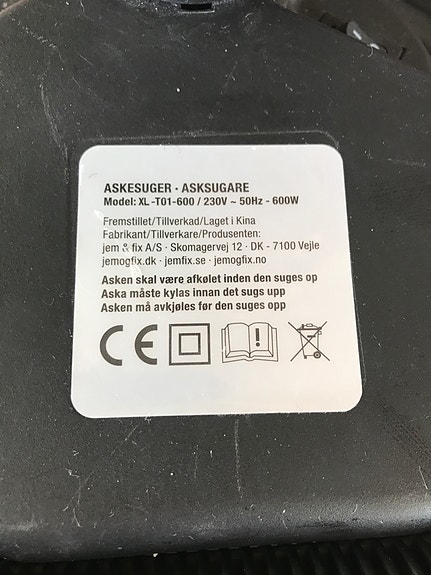 ASKESUGER · ASKSUGARE
Model: XL-T01-600 / 230V ~ 50Hz - 600W
Fremstillet/Tillverkad/Laget i Kina
Fabrikant/Tillverkare/Produsenten:
jem & fix A/S · Skomagervej 12 · DK - 7100 Vejle
jemogfix.dk · jemfix.se · jemogfix.no
Asken skal være afkølet inden den suges op
Aska måste kylas innan det sugs upp
Asken må avkjøles før den suges opp
CE